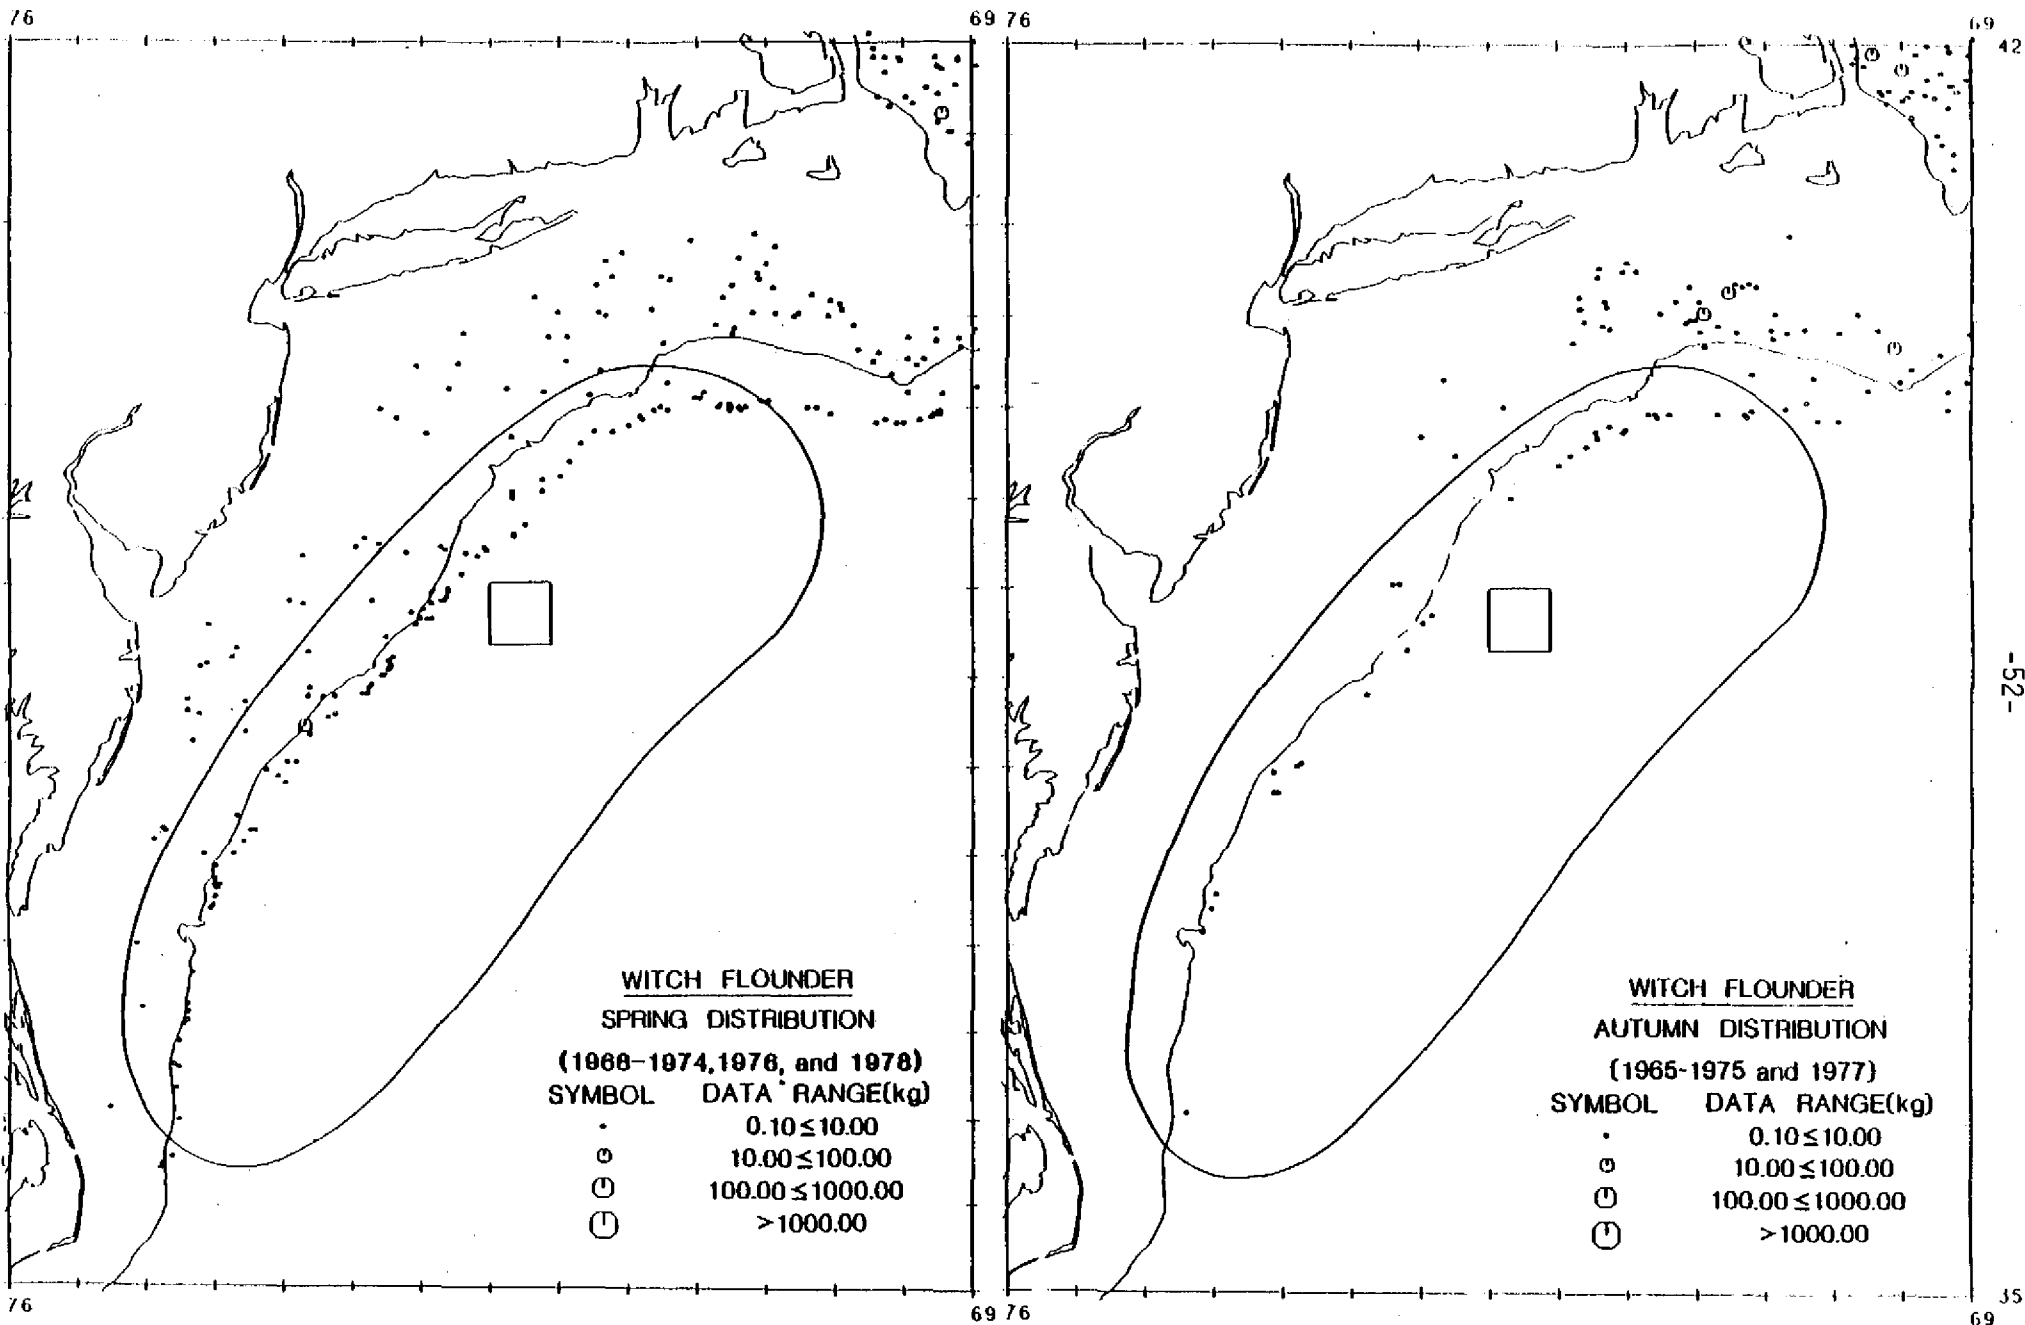 76
69
76
69
42
WITCH FLOUNDER
SPRING DISTRIBUTION
(1968-1974,1976, and 1978)
SYMBOL DATA RANGE(kg)
0.10≤10.00
10.00≤100.00
100.00≤1000.00
>1000.00
WITCH FLOUNDER
AUTUMN DISTRIBUTION
(1965-1975 and 1977)
SYMBOL DATA RANGE(kg)
0.10≤10.00
10.00≤100.00
100.00≤1000.00
>1000.00
-52-
35
76
69
76
69